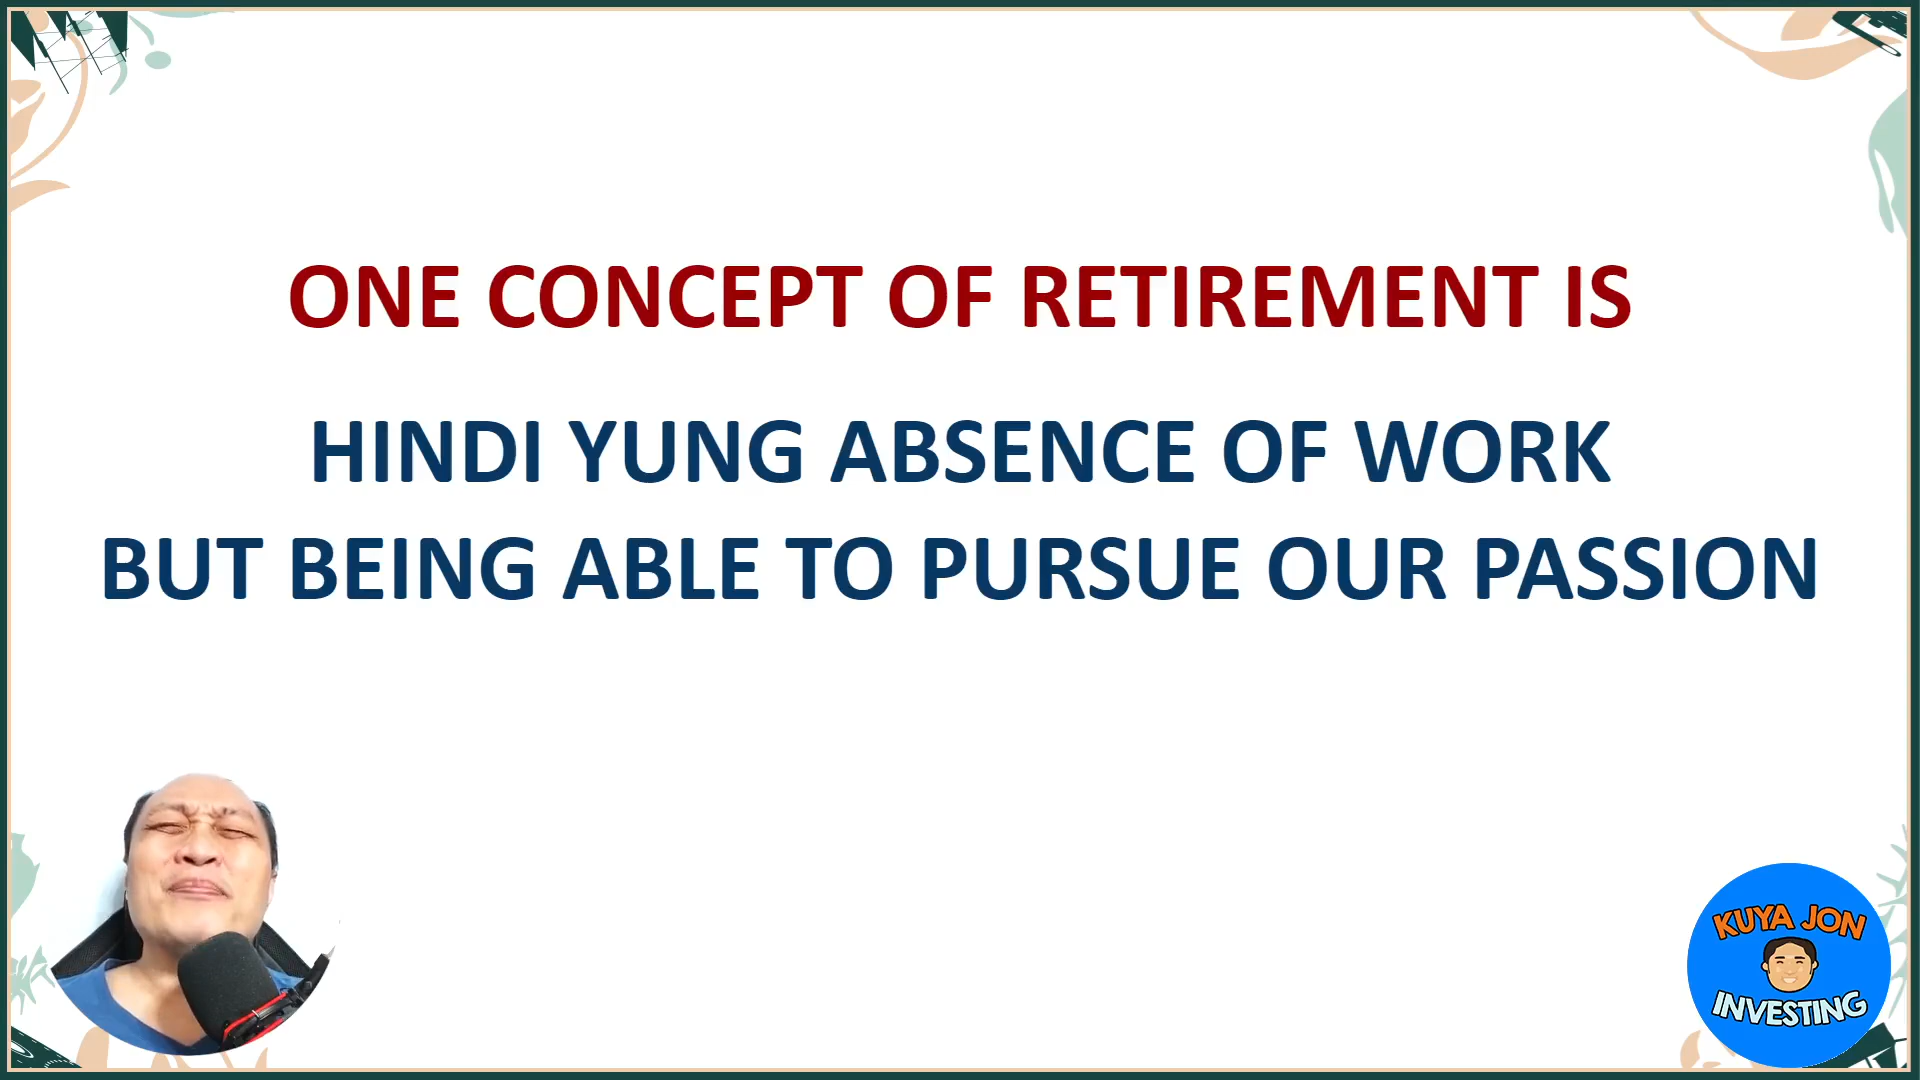 ONE CONCEPT OF RETIREMENT IS
HINDI YUNG ABSENCE OF WORK
BUT BEING ABLE TO PURSUE OUR PASSION
KUYA JON
INVESTING